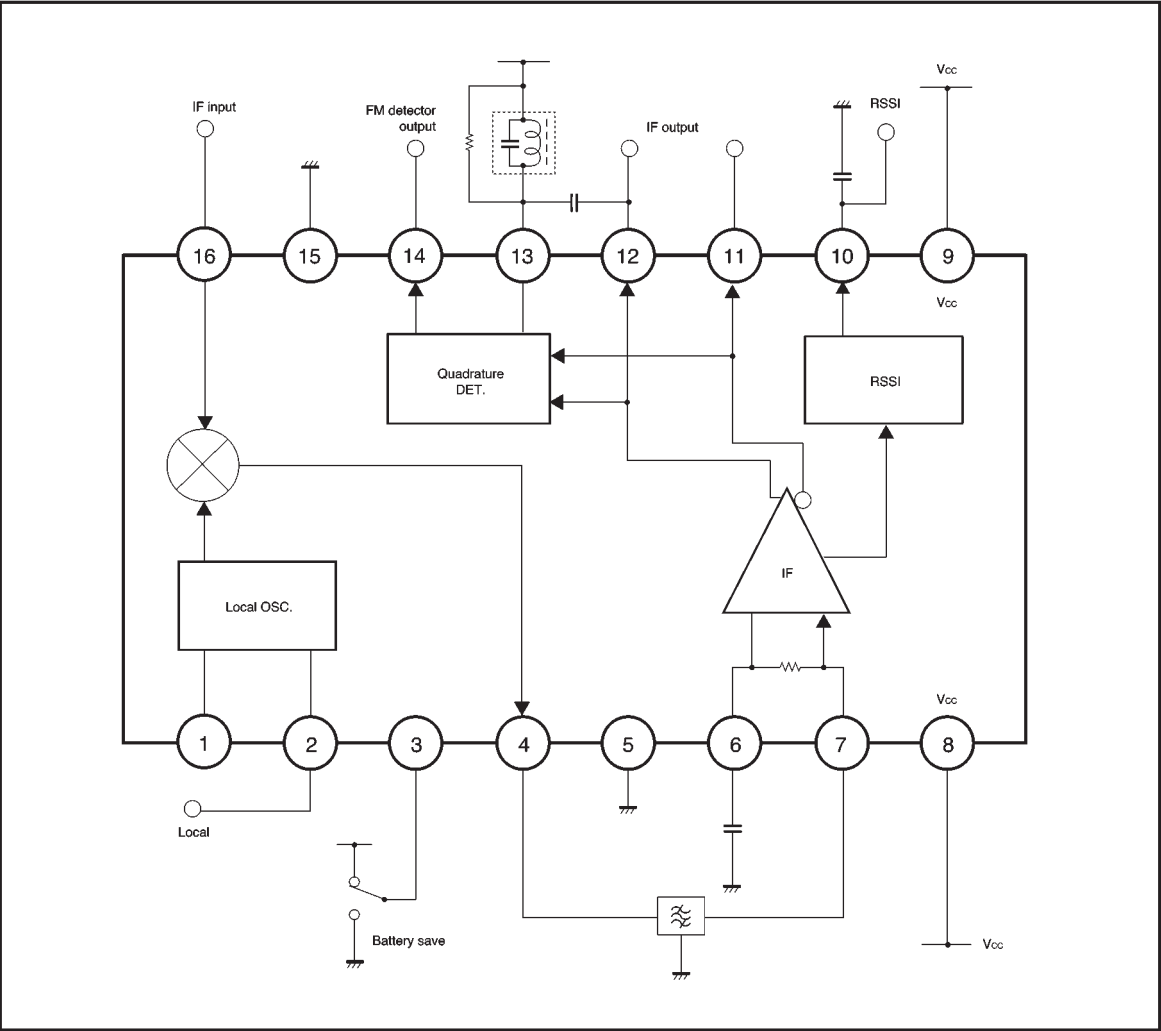 Vcc
IF input
FM detector
output
IF output
RSSI
16
15
14
13
12
11
10
9
Vcc
Quadrature
DET.
RSSI
IF
Local OSC.
Vcc
1
2
3
4
5
6
7
8
Local
Battery save
Vcc